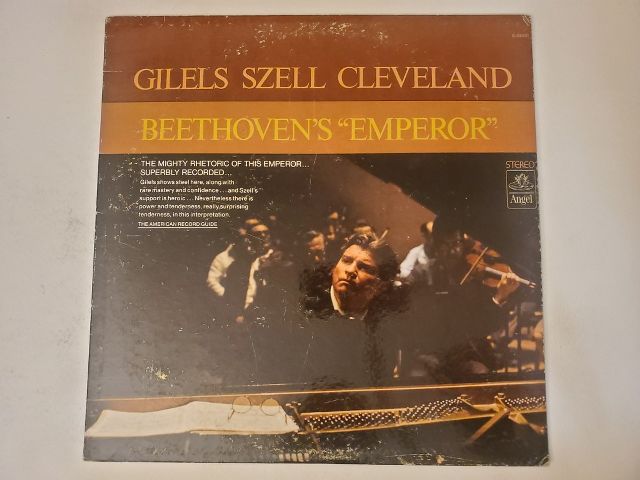 GILELS SZELL CLEVELAND
BEETHOVEN'S "EMPEROR"
THE MIGHTY RHETORIC OF THIS EMPEROR...
SUPERBLY RECORDED...
Gilels shows steel here, along with
rare mastery and confidence...and Szell's
support is heroic...Nevertheless there is
power and tenderness, really surprising
tenderness, in this interpretation.
THE AMERICAN RECORD GUIDE
STEREO
Angel